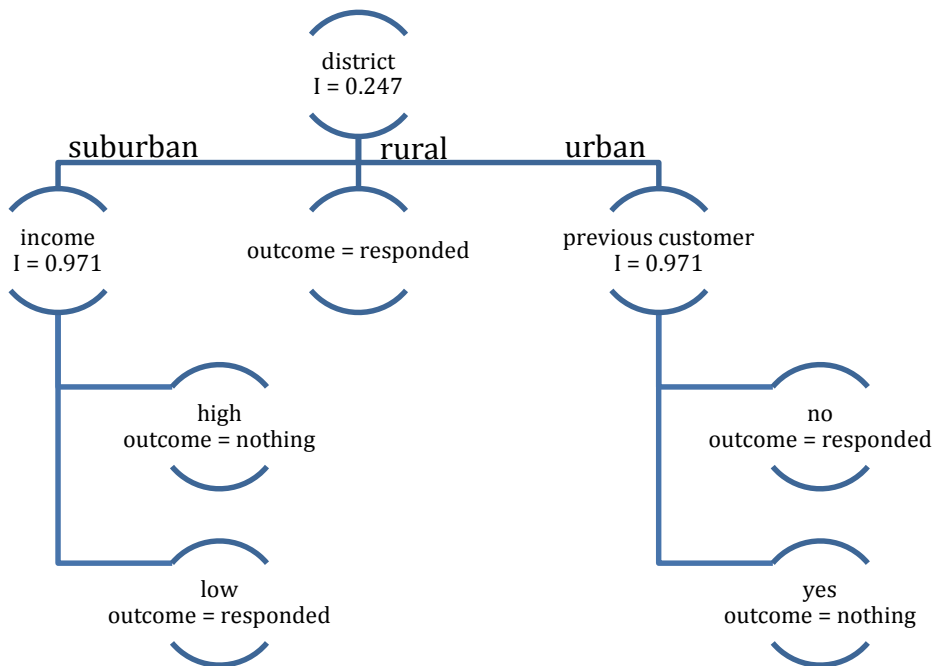 district
I = 0.247
suburban
rural
urban
income
I = 0.971
outcome = responded
previous customer
I = 0.971
high
outcome = nothing
no
outcome = responded
low
outcome = responded
yes
outcome = nothing